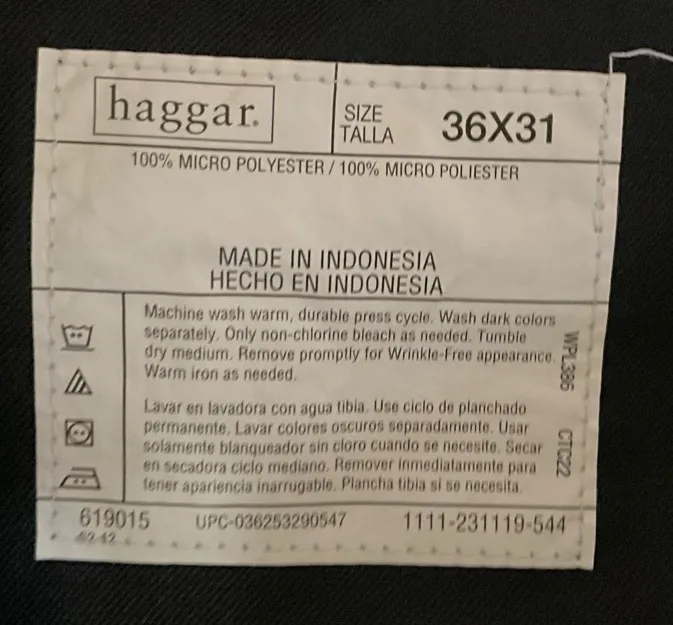 haggar.
SIZE
TALLA
36X31
100% MICRO POLYESTER / 100% MICRO POLIESTER
MADE IN INDONESIA
HECHO EN INDONESIA
Machine wash warm, durable press cycle. Wash dark colors
separately. Only non-chlorine bleach as needed. Tumble
dry medium. Remove promptly for Wrinkle-Free appearance.
Warm iron as needed.
Lavar en lavadora con agua tibia. Use ciclo de planchado
permanente. Lavar colores oscuros separadamente. Usar
solamente blanqueador sin cloro cuando se necesite. Secar
en secadora ciclo mediano. Remover inmediatamente para
tener apariencia inarrugable. Plancha tibia si se necesita.
WPL386
CTC22
619015
UPC-036253290547
1111-231119-544